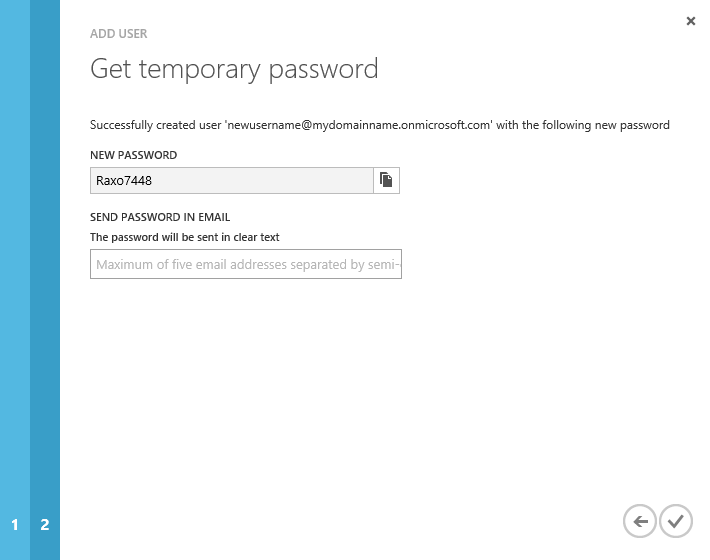 ADD USER
Get temporary password
Successfully created user 'newusername@mydomainname.onmicrosoft.com' with the following new password
NEW PASSWORD
Raxo7448
SEND PASSWORD IN EMAIL
The password will be sent in clear text
Maximum of five email addresses separated by semi-
1 2